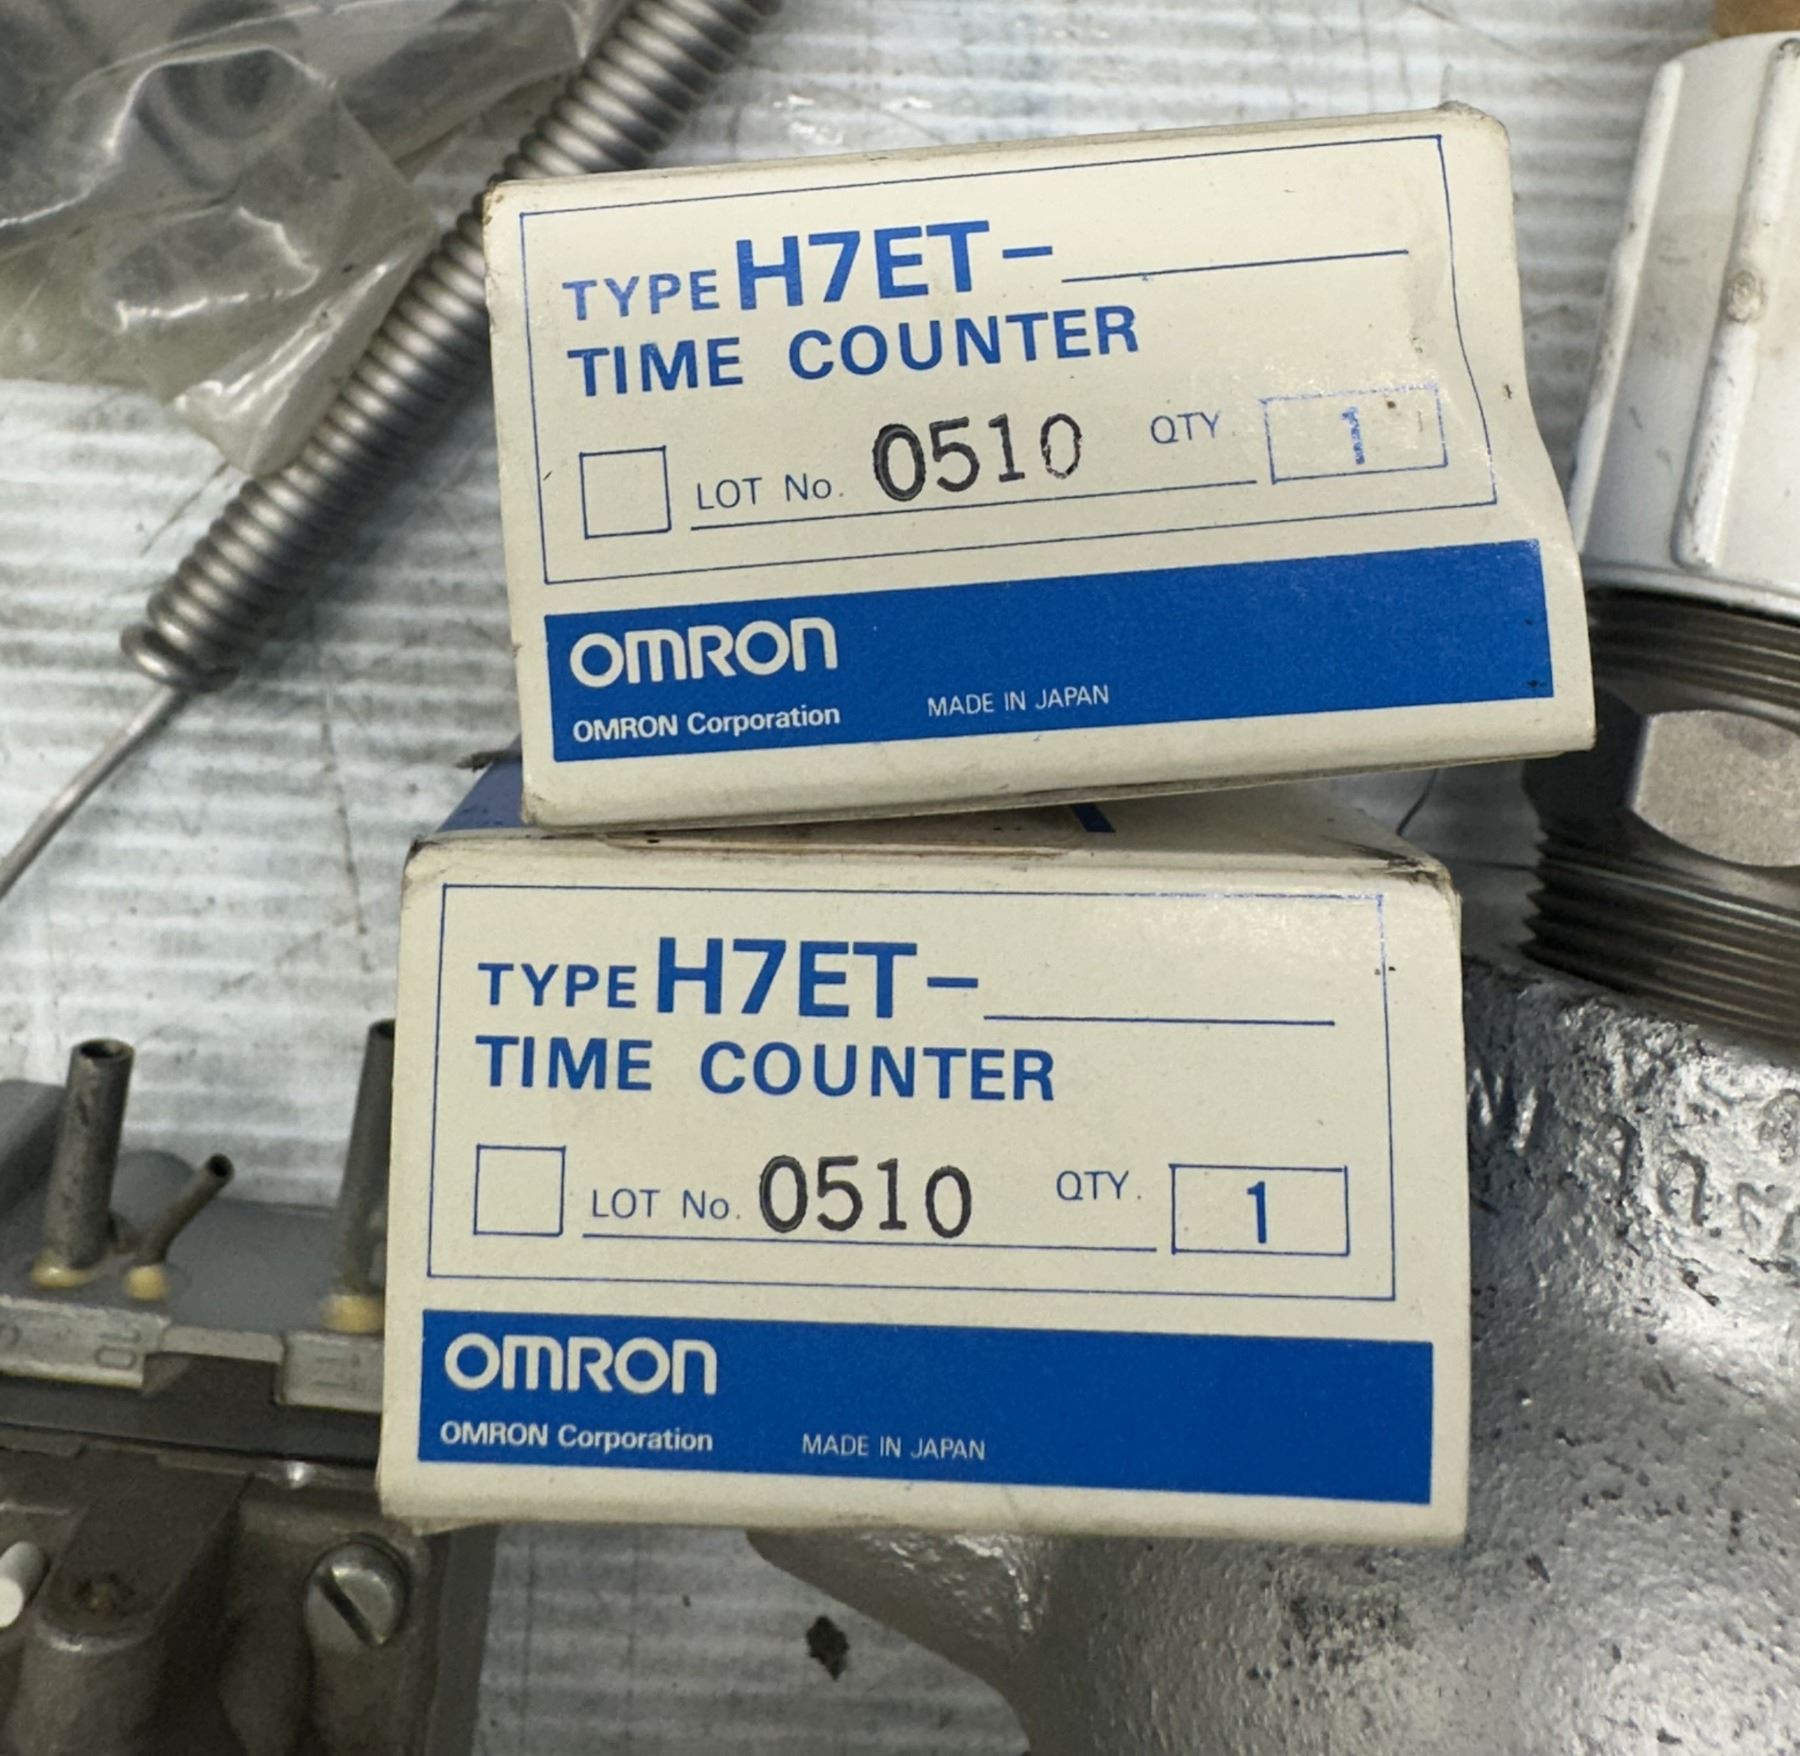 TYPE H7ET-
TIME COUNTER
LOT No. 0510 QTY. 1
OMRON
OMRON Corporation MADE IN JAPAN
TYPE H7ET-
TIME COUNTER
LOT No. 0510 QTY. 1
OMRON
OMRON Corporation MADE IN JAPAN